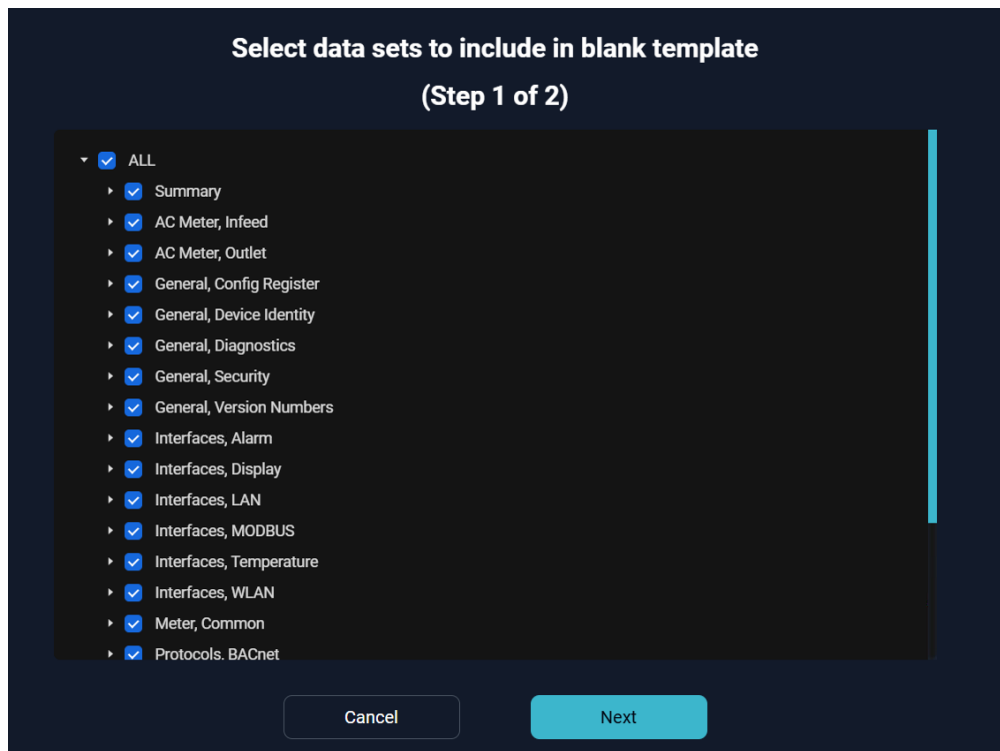 Select data sets to include in blank template
(Step 1 of 2)
ALL
Summary
AC Meter, Infeed
AC Meter, Outlet
General, Config Register
General, Device Identity
General, Diagnostics
General, Security
General, Version Numbers
Interfaces, Alarm
Interfaces, Display
Interfaces, LAN
Interfaces, MODBUS
Interfaces, Temperature
Interfaces, WLAN
Meter, Common
Protocols, BACnet
Cancel
Next